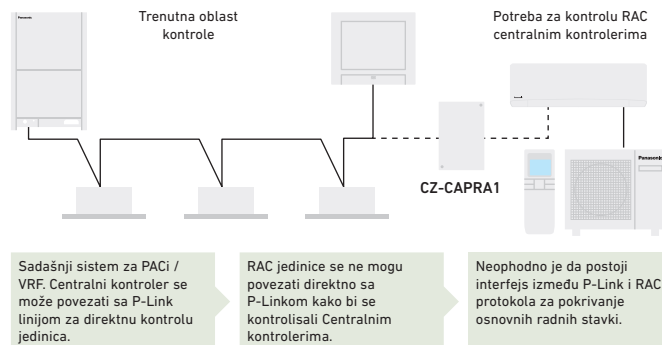 Panasonic
Trenutna oblast
kontrole
Potreba za kontrolu RAC
centralnim kontrolerima
CZ-CAPRA1
Panasonic
Sadašnji sistem za PACi /
VRF. Centralni kontroler se
može povezati sa P-Link
linijom za direktnu kontrolu
jedinica.
RAC jedinice se ne mogu
povezati direktno sa
P-Linkom kako bi se
kontrolisali Centralnim
kontrolerima.
Neophodno je da postoji
interfejs između P-Link i RAC
protokola za pokrivanje
osnovnih radnih stavki.